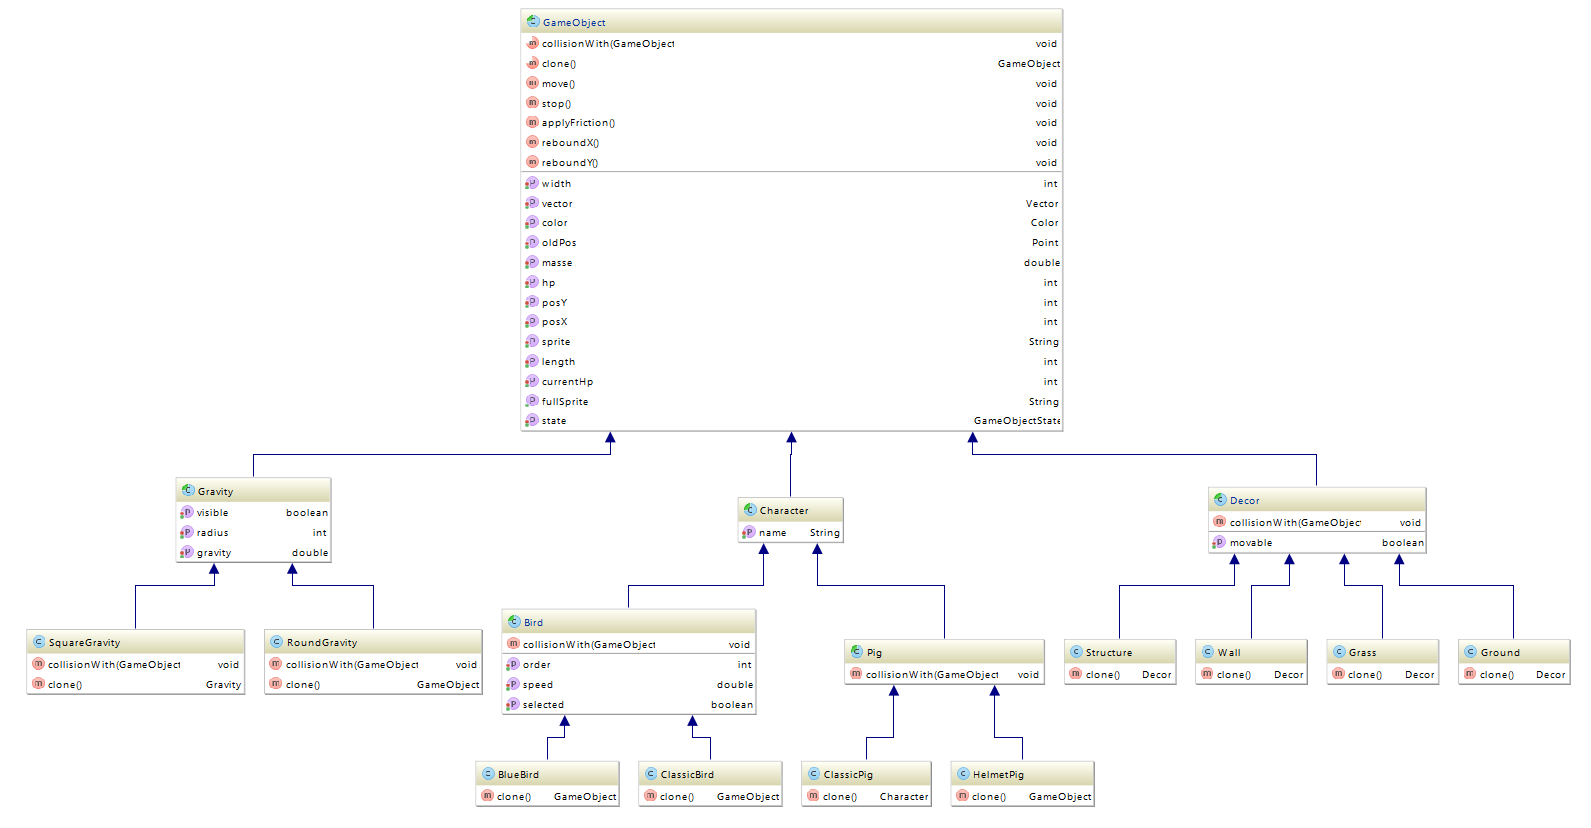 GameObject
collisionWith(GameObject void
clone() GameObject
move() void
stop() void
applyFriction() void
reboundX() void
reboundY() void
width int
vector Vector
color Color
oldPos Point
masse double
hp int
posY int
posX int
sprite String
length int
currentHp int
fullSprite String
state GameObjectState
Gravity
visible boolean
radius int
gravity double
Character
name String
Decor
collisionWith(GameObjec void
movable boolean
SquareGravity
collisionWith(GameObject void
clone() Gravity
RoundGravity
collisionWith(GameObject void
clone() GameObject
Bird
collisionWith(GameObject void
order int
speed double
selected boolean
Pig
collisionWith(GameObject void
Structure
clone() Decor
Wall
clone() Decor
Grass
clone() Decor
Ground
clone() Decor
BlueBird
clone() GameObject
ClassicBird
clone() GameObject
ClassicPig
clone() Character
HelmetPig
clone() GameObject